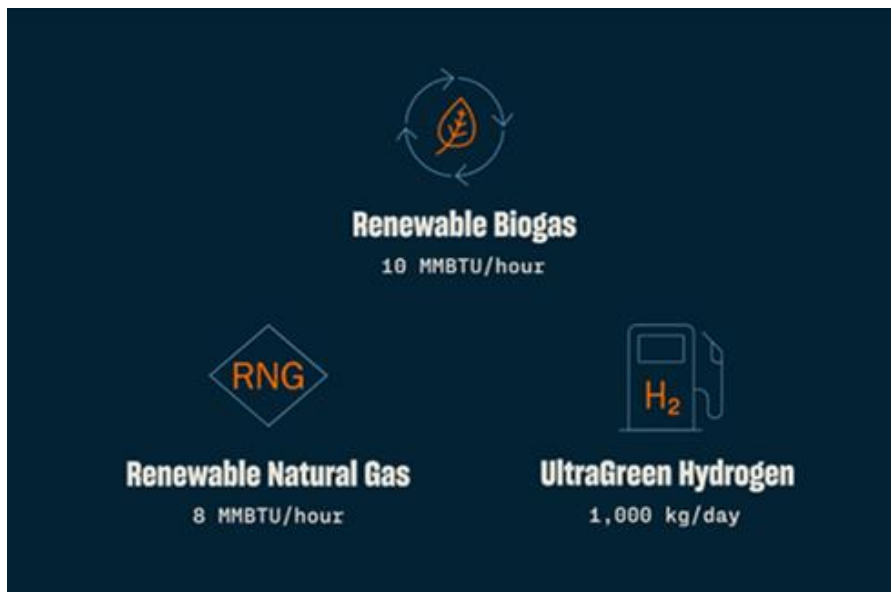 Renewable Biogas
10 MMBTU/hour
RNG
Renewable Natural Gas
8 MMBTU/hour
H₂
UltraGreen Hydrogen
1,000 kg/day